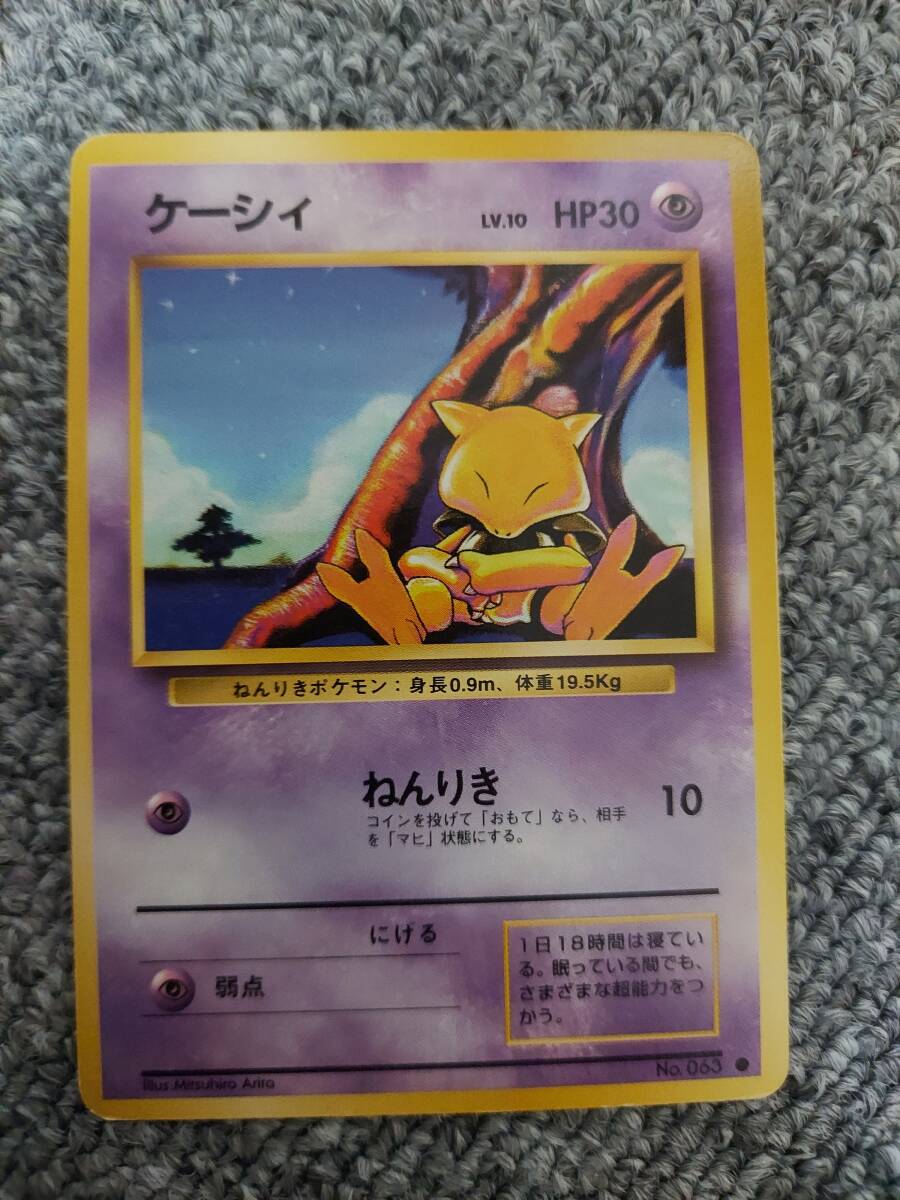 ケーシィ LV.10 HP30
ねんりきポケモン：身長0.9m、体重19.5Kg
ねんりき 10
コインを投げて「おもて」なら、相手
を「マヒ」状態にする。
にげる
弱点
1日18時間は寝てい
る。眠っている間でも、
さまざまな超能力をつ
かう。
Illus.Mitsuhiro Arita
No.063